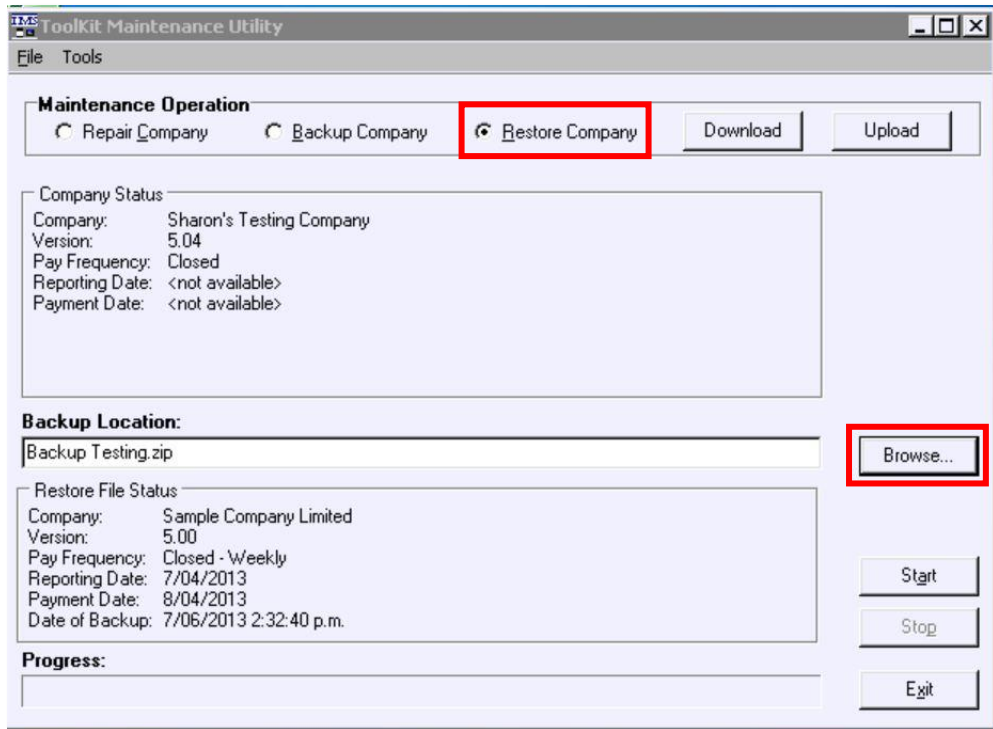 IMS ToolKit Maintenance Utility
File Tools
Maintenance Operation
Repair Company Backup Company Restore Company Download Upload
Company Status
Company: Sharon's Testing Company
Version: 5.04
Pay Frequency: Closed
Reporting Date: <not available>
Payment Date: <not available>
Backup Location:
Backup Testing.zip Browse...
Restore File Status
Company: Sample Company Limited
Version: 5.00
Pay Frequency: Closed - Weekly
Reporting Date: 7/04/2013
Payment Date: 8/04/2013
Date of Backup: 7/06/2013 2:32:40 p.m.
Start
Stop
Progress:
Exit